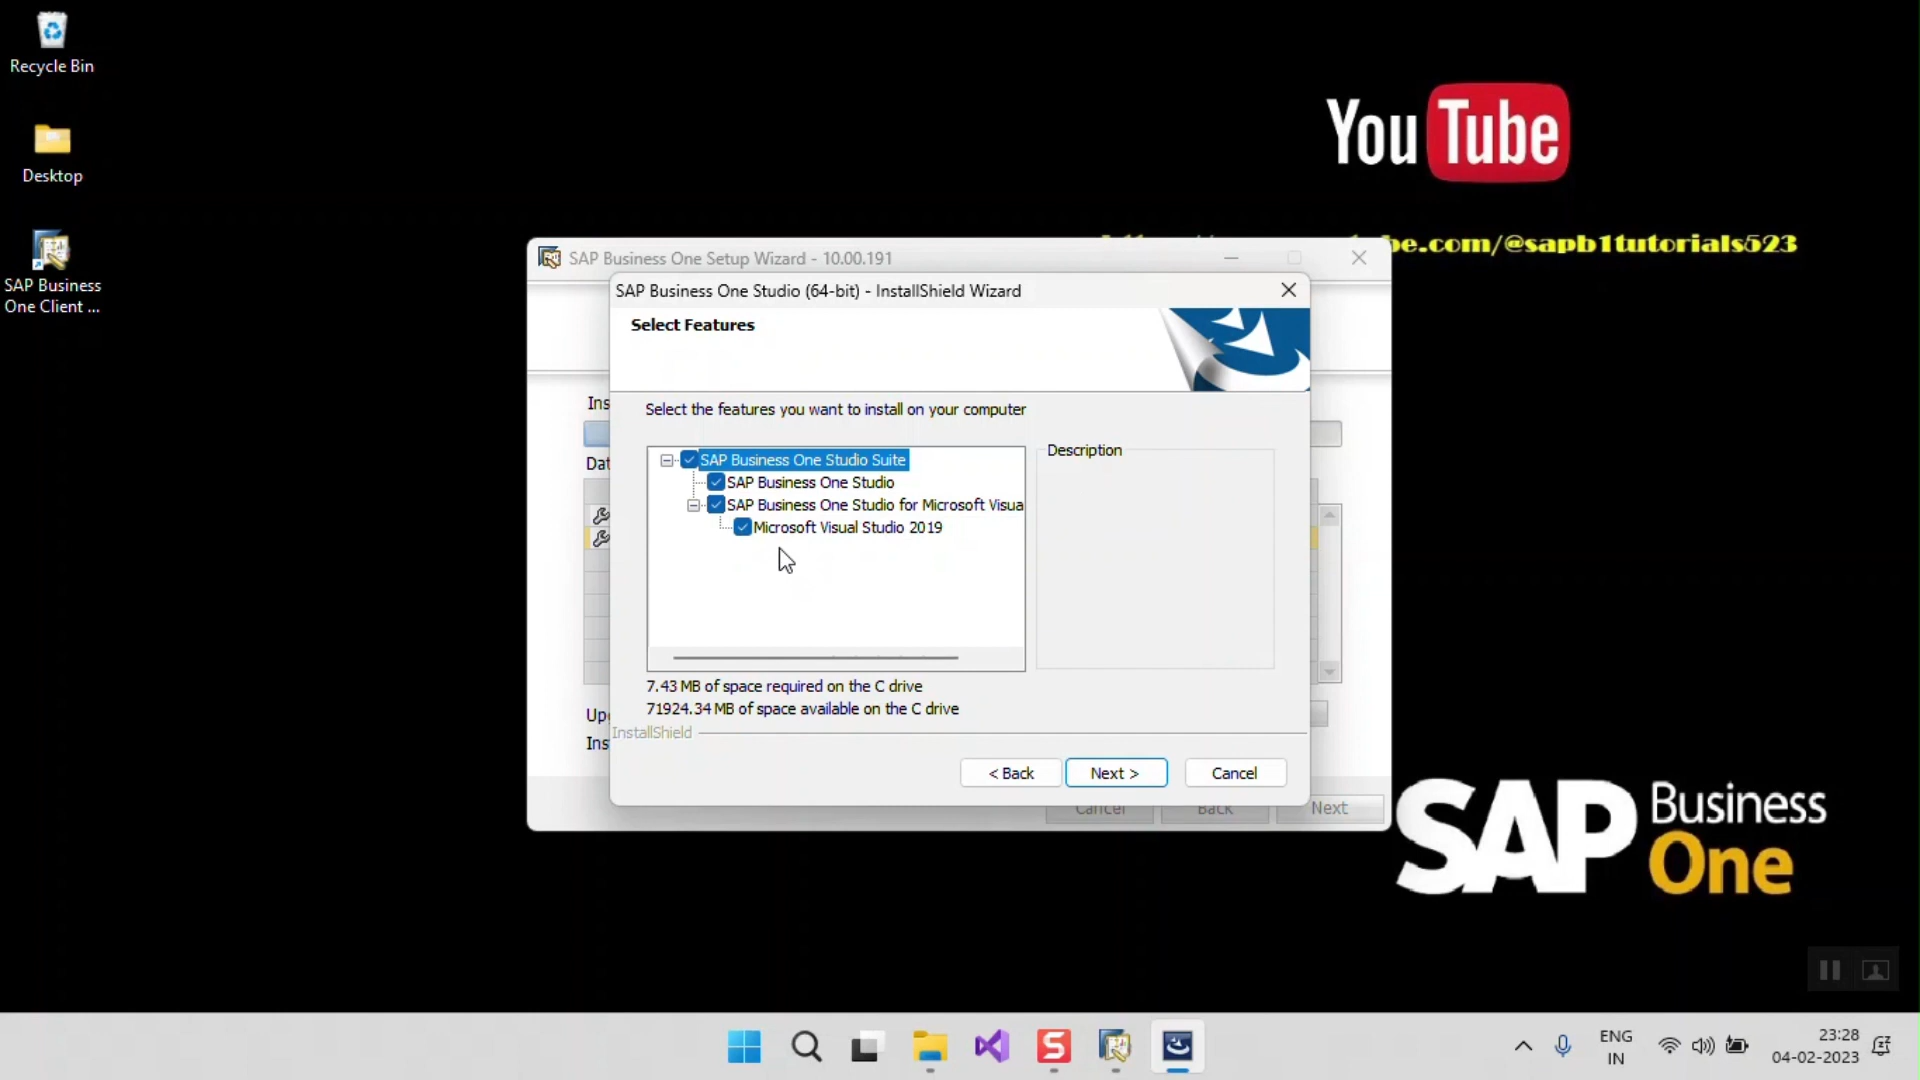 Recycle Bin
Desktop
SAP Business
One Client ...
YouTube
be.com/@sapb1tutorials523
SAP Business One Setup Wizard - 10.00.191
SAP Business One Studio (64-bit) - InstallShield Wizard
Select Features
Select the features you want to install on your computer
Ins
Dat
SAP Business One Studio Suite
SAP Business One Studio
SAP Business One Studio for Microsoft Visua
Microsoft Visual Studio 2019
Description
7.43 MB of space required on the C drive
71924.34 MB of space available on the C drive
Upg
Ins
InstallShield
< Back
Next >
Cancel
Cancel
Back
Next
SAP Business One
ENG
IN
23:28
04-02-2023